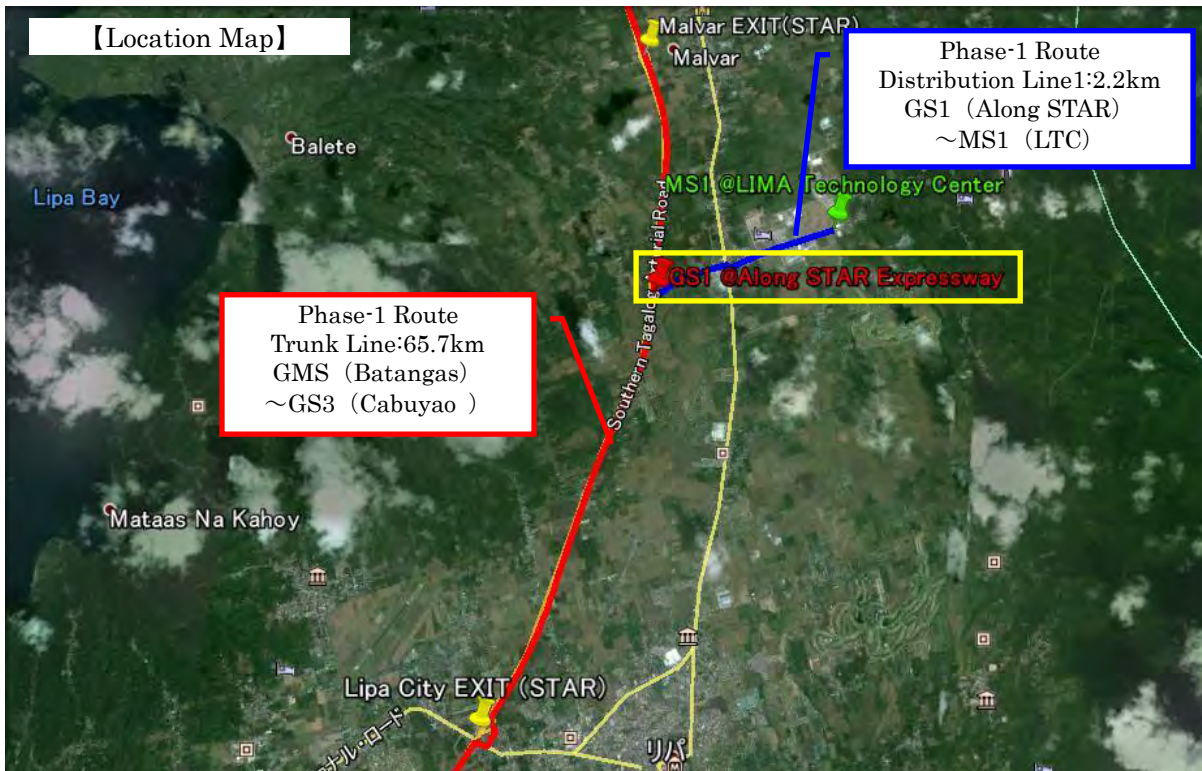 【Location Map】
Malvar EXIT(STAR)
Malvar
Phase-1 Route
Distribution Line1:2.2km
GS1 (Along STAR)
～MS1 (LTC)
Balete
Lipa Bay
MS1 @LIMA Technology Center
GS1 @Along STAR Expressway
Southern Tagalog Arterial Road
Phase-1 Route
Trunk Line:65.7km
GMS (Batangas)
～GS3 (Cabuyao )
Mataas Na Kahoy
Lipa City EXIT (STAR)
ナル・ロード
リパ